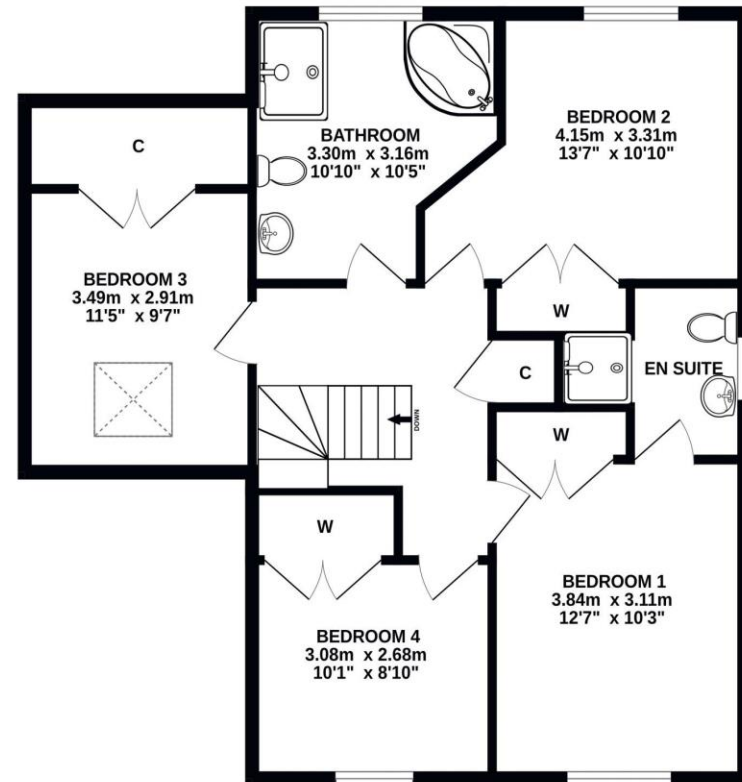 BATHROOM
3.30m x 3.16m
10'10" x 10'5"
BEDROOM 2
4.15m x 3.31m
13'7" x 10'10"
C
BEDROOM 3
3.49m x 2.91m
11'5" x 9'7"
W
C
EN SUITE
DOWN
W
W
BEDROOM 4
3.08m x 2.68m
10'1" x 8'10"
BEDROOM 1
3.84m x 3.11m
12'7" x 10'3"